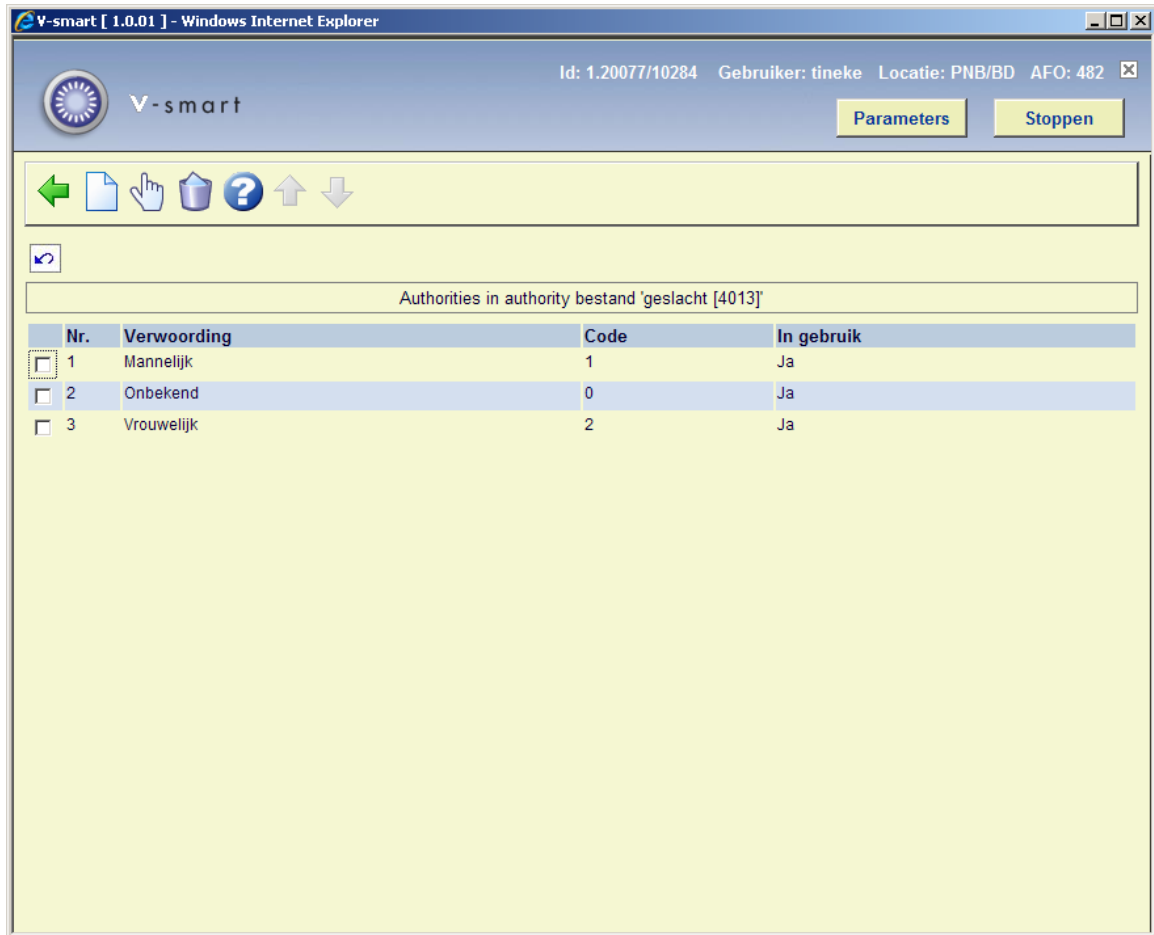 V-smart [ 1.0.01 ] - Windows Internet Explorer
Id: 1.20077/10284 Gebruiker: tineke Locatie: PNB/BD AFO: 482
V-smart
Parameters Stoppen
Authorities in authority bestand 'geslacht [4013]'
Nr. Verwoording Code In gebruik
1 Mannelijk 1 Ja
2 Onbekend 0 Ja
3 Vrouwelijk 2 Ja